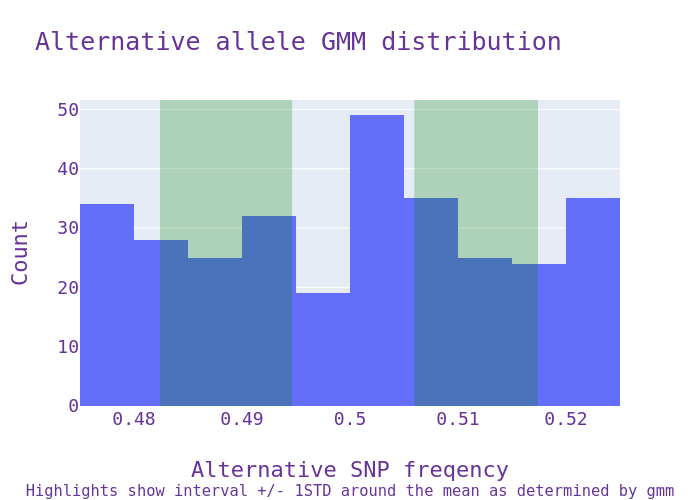 Alternative allele GMM distribution
50
40
30
20
10
0
Count
0.48 0.49 0.5 0.51 0.52
Alternative SNP freqency
Highlights show interval +/- 1STD around the mean as determined by gmm